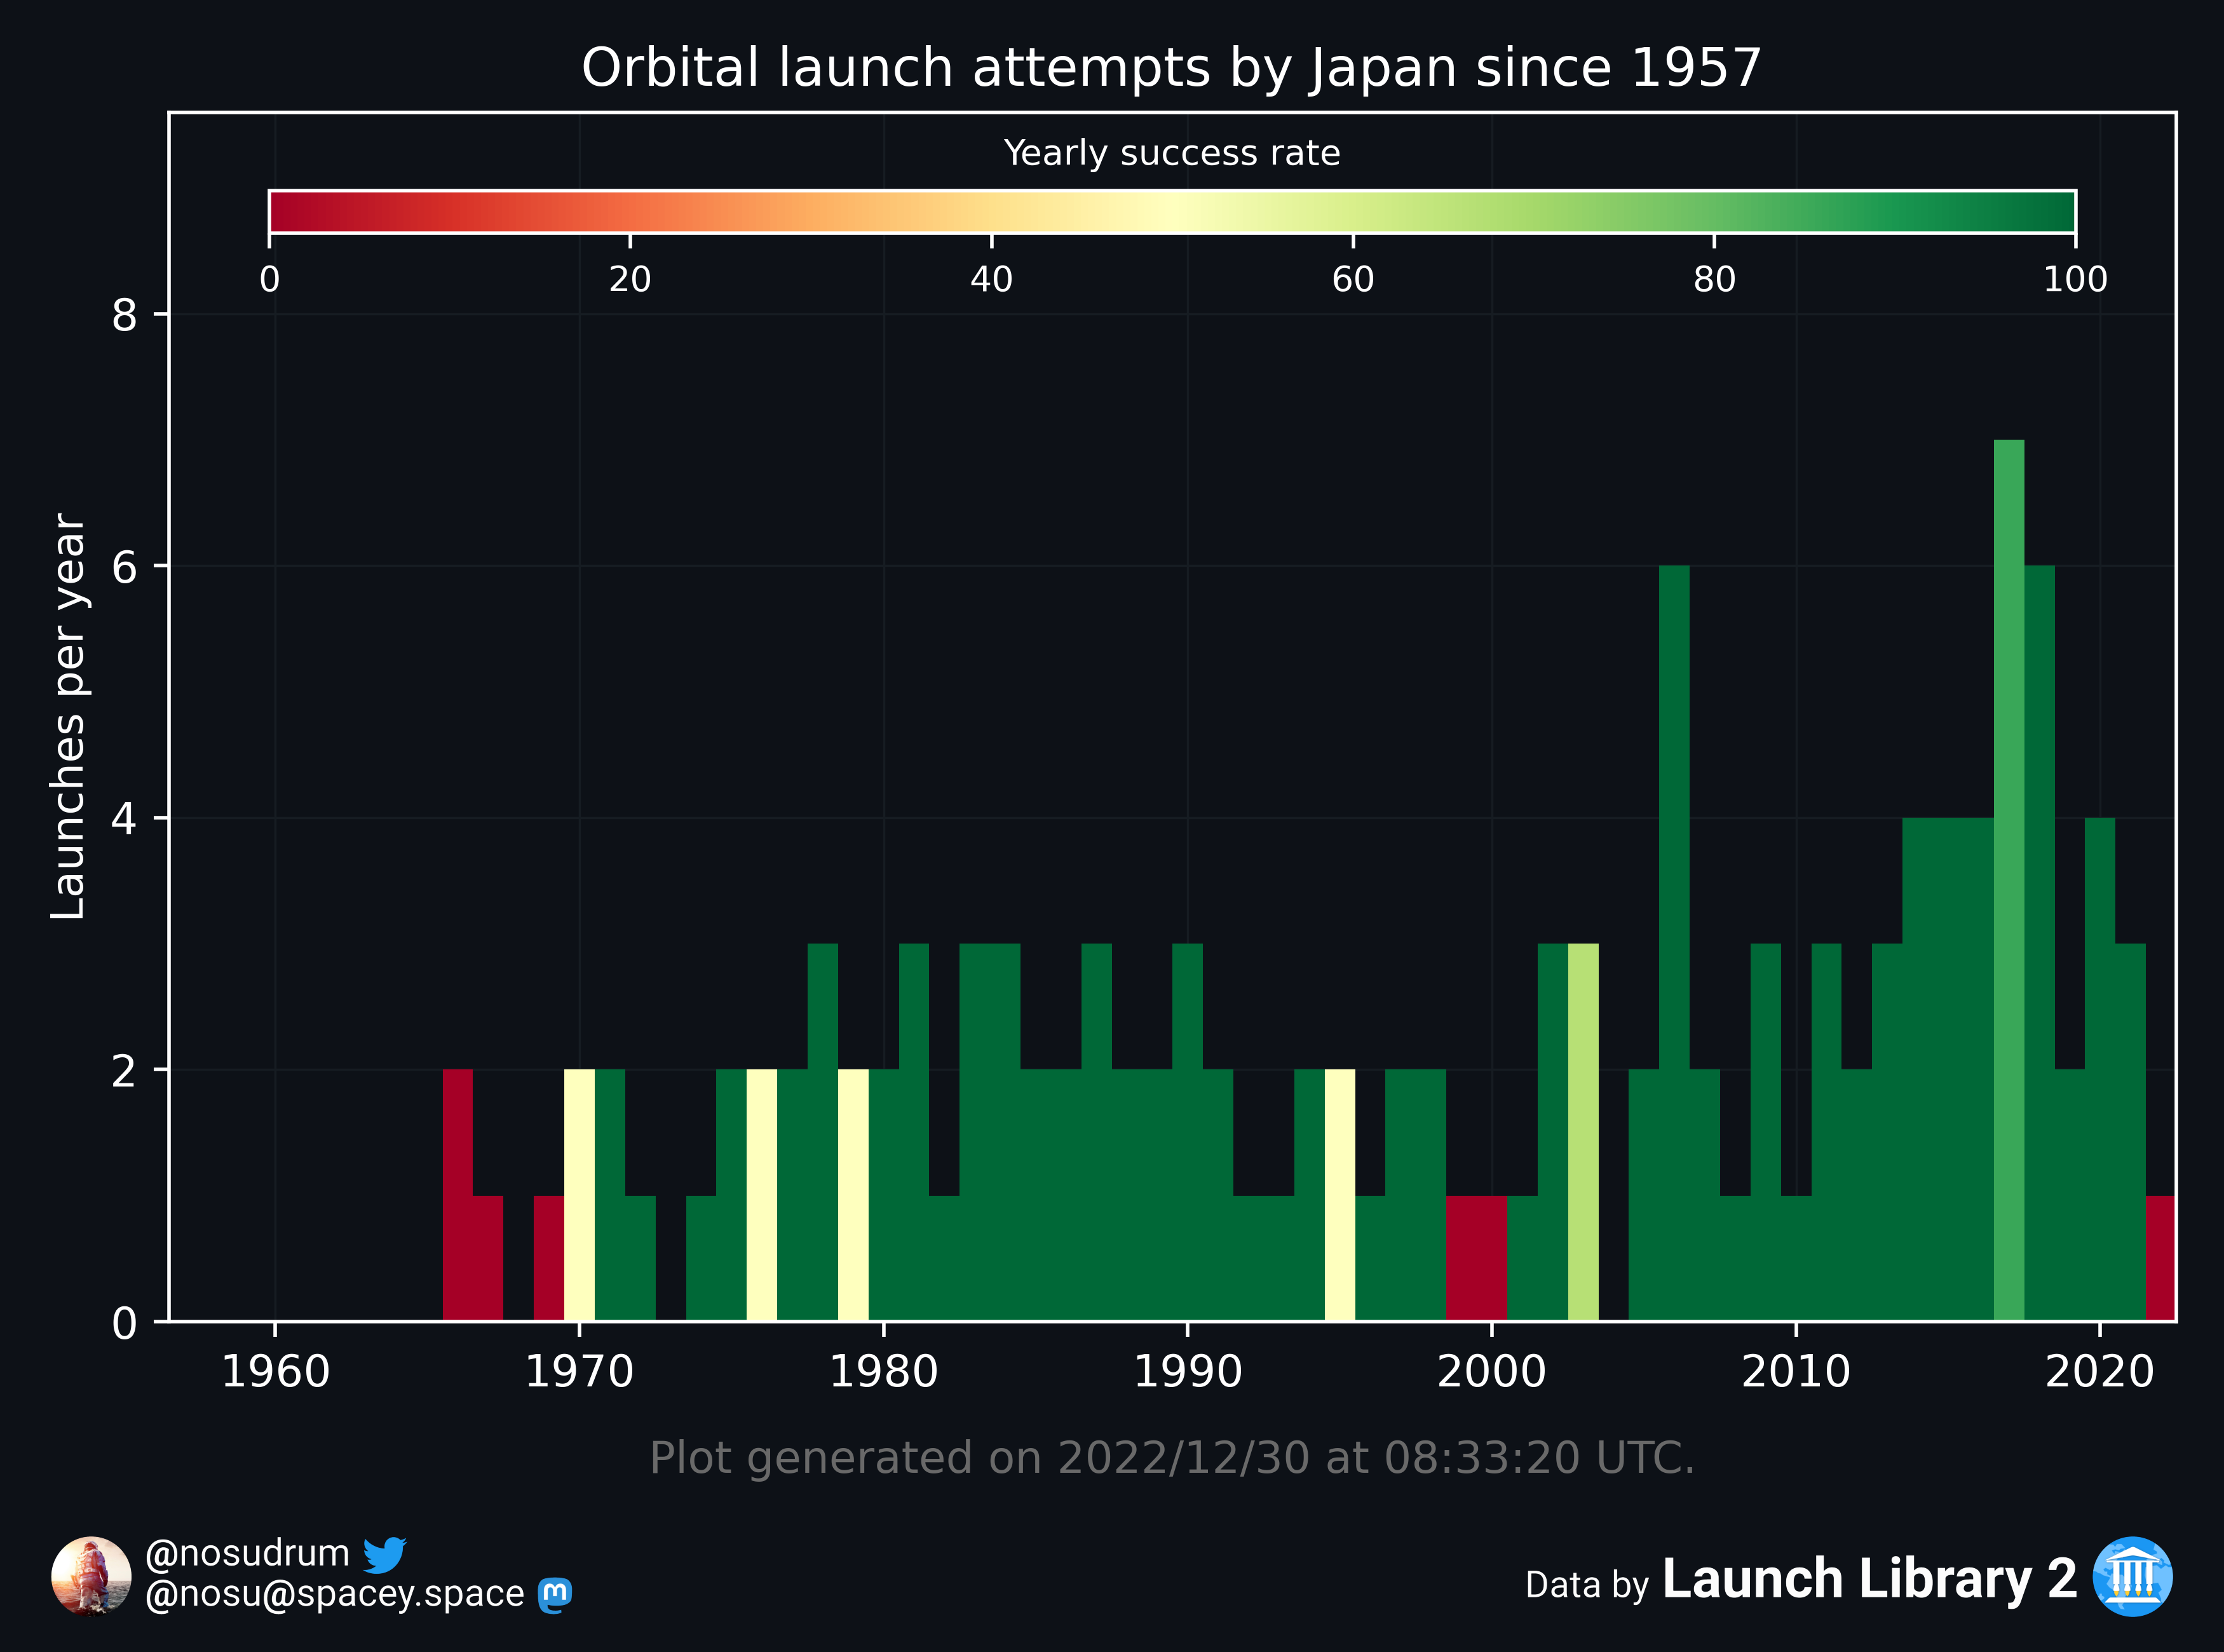 Orbital launch attempts by Japan since 1957
Yearly success rate
0 20 40 60 80 100
8
6
4
2
0
Launches per year
1960 1970 1980 1990 2000 2010 2020
Plot generated on 2022/12/30 at 08:33:20 UTC.
@nosudrum
@nosu@spacey.space
Data by Launch Library 2